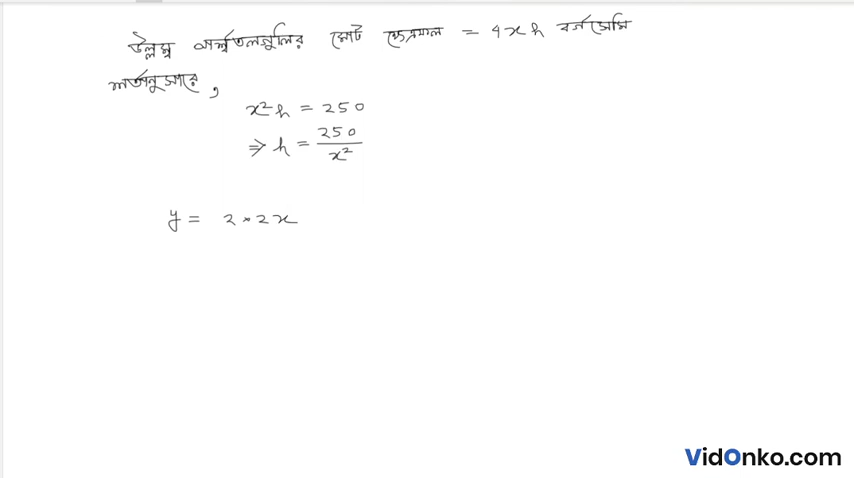 উল্লম্ব পার্শ্বতলগুলির মোট ক্ষেত্রফল = 4xh বর্গসেমি
শর্তানুসারে,
x²h = 250
⇒ h = 250/x²
y = 2·2x
VidOnko.com